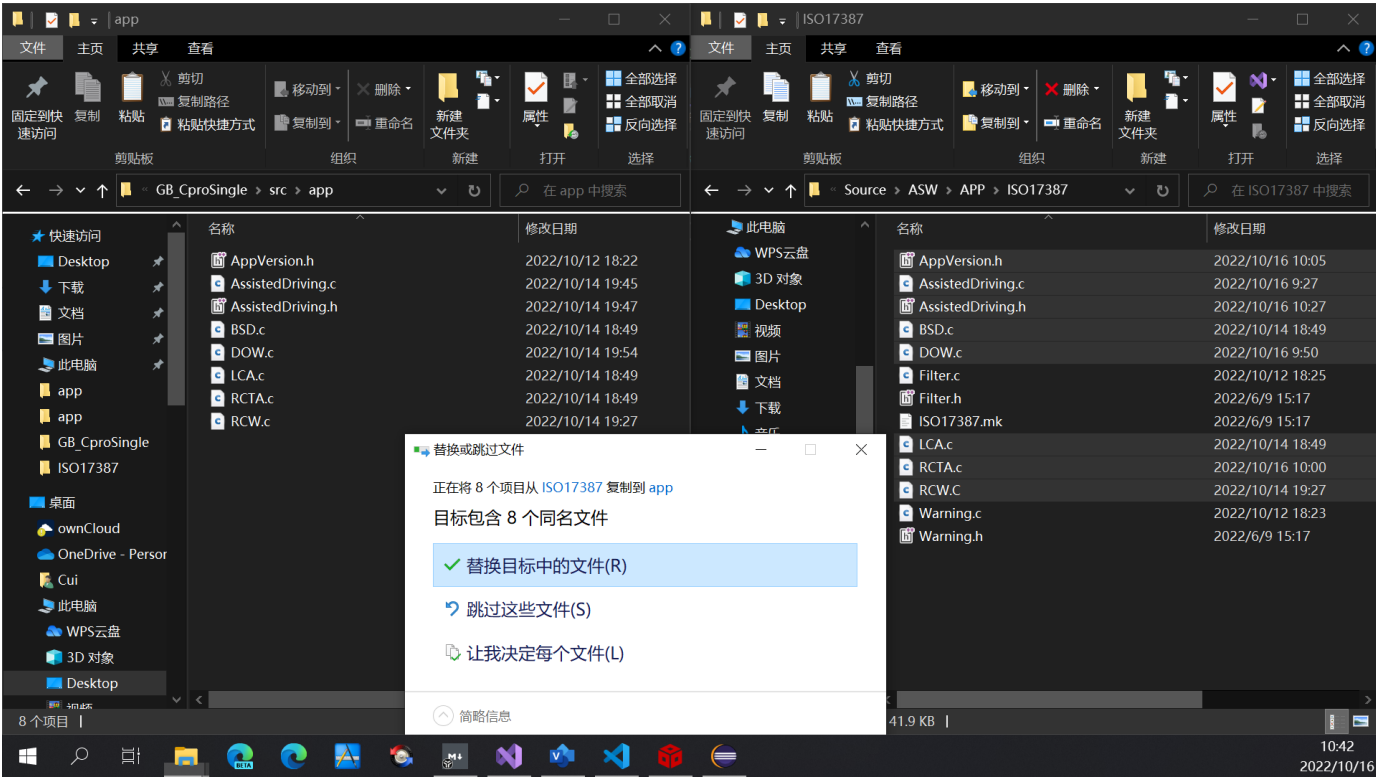 app
文件 主页 共享 查看
固定到快速访问
复制
粘贴
剪切
复制路径
粘贴快捷方式
剪贴板
移动到
复制到
删除
重命名
组织
新建文件夹
新建
属性
打开
全部选择
全部取消
反向选择
选择
« GB_CproSingle > src > app
在 app 中搜索
快速访问
Desktop
下载
文档
图片
此电脑
app
app
GB_CproSingle
ISO17387
桌面
ownCloud
OneDrive - Persor
Cui
此电脑
WPS云盘
3D 对象
Desktop
视频
名称 修改日期
AppVersion.h 2022/10/12 18:22
AssistedDriving.c 2022/10/14 19:45
AssistedDriving.h 2022/10/14 19:47
BSD.c 2022/10/14 18:49
DOW.c 2022/10/14 19:54
LCA.c 2022/10/14 18:49
RCTA.c 2022/10/14 18:49
RCW.c 2022/10/14 19:27
8 个项目
ISO17387
文件 主页 共享 查看
固定到快速访问
复制
粘贴
剪切
复制路径
粘贴快捷方式
剪贴板
移动到
复制到
删除
重命名
组织
新建文件夹
新建
属性
打开
全部选择
全部取消
反向选择
选择
« Source > ASW > APP > ISO17387
在 ISO17387 中搜索
此电脑
WPS云盘
3D 对象
Desktop
视频
图片
文档
下载
音乐
名称 修改日期
AppVersion.h 2022/10/16 10:05
AssistedDriving.c 2022/10/16 9:27
AssistedDriving.h 2022/10/16 10:27
BSD.c 2022/10/14 18:49
DOW.c 2022/10/16 9:50
Filter.c 2022/10/12 18:25
Filter.h 2022/6/9 15:17
ISO17387.mk 2022/6/9 15:17
LCA.c 2022/10/14 18:49
RCTA.c 2022/10/16 10:00
RCW.C 2022/10/14 19:27
Warning.c 2022/10/12 18:23
Warning.h 2022/6/9 15:17
41.9 KB
替换或跳过文件
正在将 8 个项目从 ISO17387 复制到 app
目标包含 8 个同名文件
替换目标中的文件(R)
跳过这些文件(S)
让我决定每个文件(L)
简略信息
BETA
10:42
2022/10/16